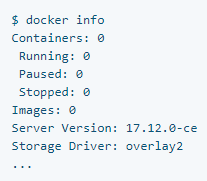 $ docker info
Containers: 0
 Running: 0
 Paused: 0
 Stopped: 0
Images: 0
Server Version: 17.12.0-ce
Storage Driver: overlay2
...